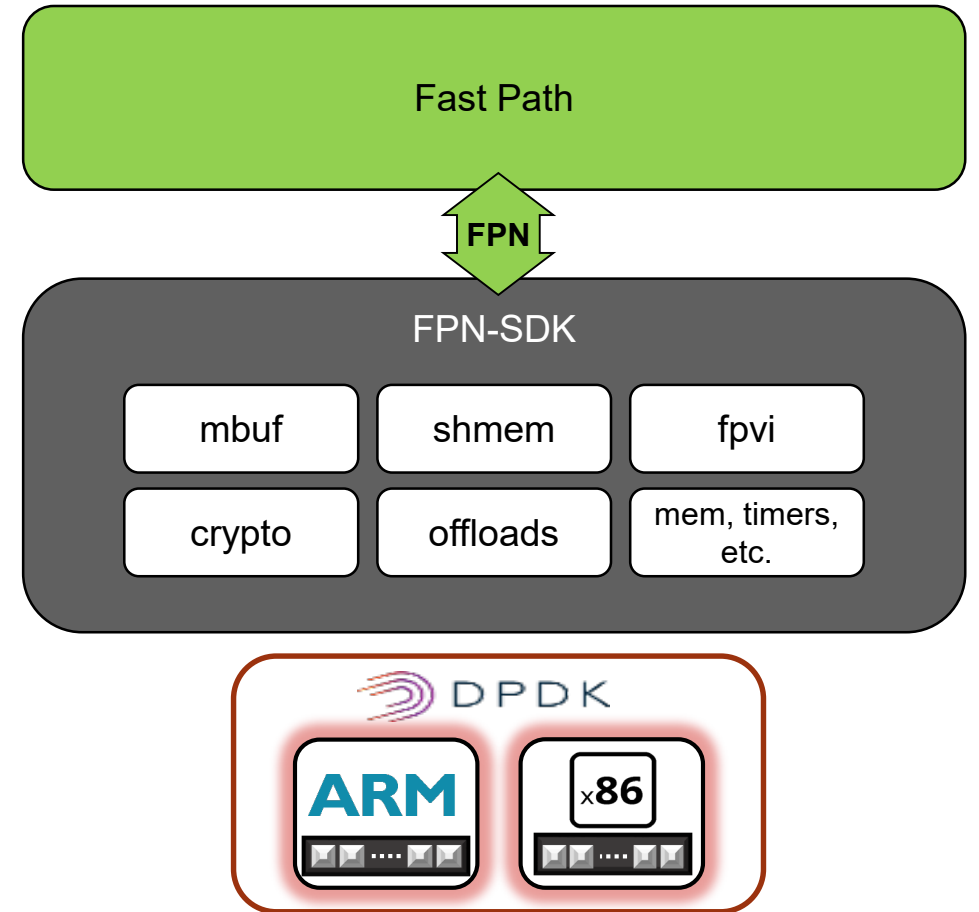 Fast Path
FPN
FPN-SDK
mbuf
shmem
fpvi
crypto
offloads
mem, timers,
etc.
DPDK
ARM
x86